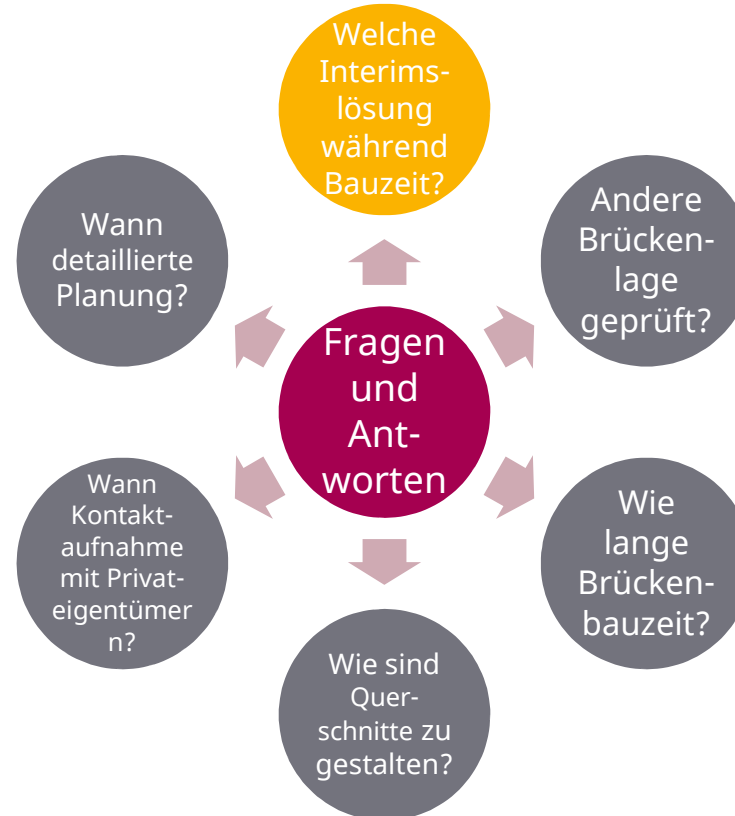 Welche
Interims-
lösung
während
Bauzeit?
Andere
Brücken-
lage
geprüft?
Wann
detaillierte
Planung?
Fragen
und
Ant-
worten
Wann
Kontakt-
aufnahme
mit Privat-
eigentümer
n?
Wie
lange
Brücken-
bauzeit?
Wie sind
Quer-
schnitte zu
gestalten?